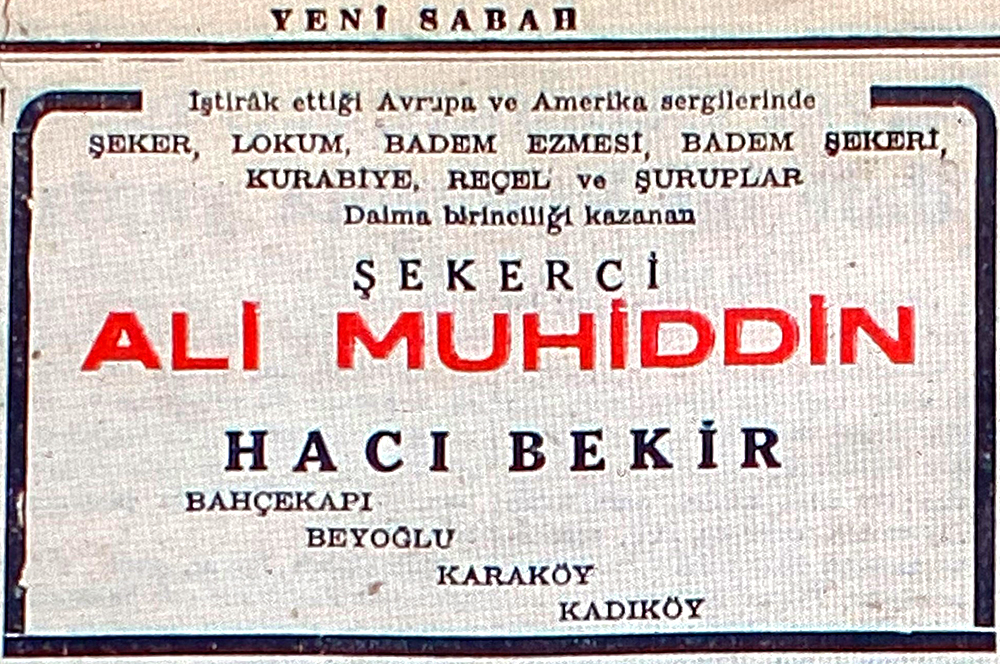 YENİ SABAH
İştirâk ettiği Avrupa ve Amerika sergilerinde
ŞEKER, LOKUM, BADEM EZMESİ, BADEM ŞEKERİ,
KURABİYE, REÇEL ve ŞURUPLAR
Daima birinciliği kazanan
ŞEKERCİ
ALİ MUHİDDİN
HACI BEKİR
BAHÇEKAPI
BEYOĞLU
KARAKÖY
KADIKÖY